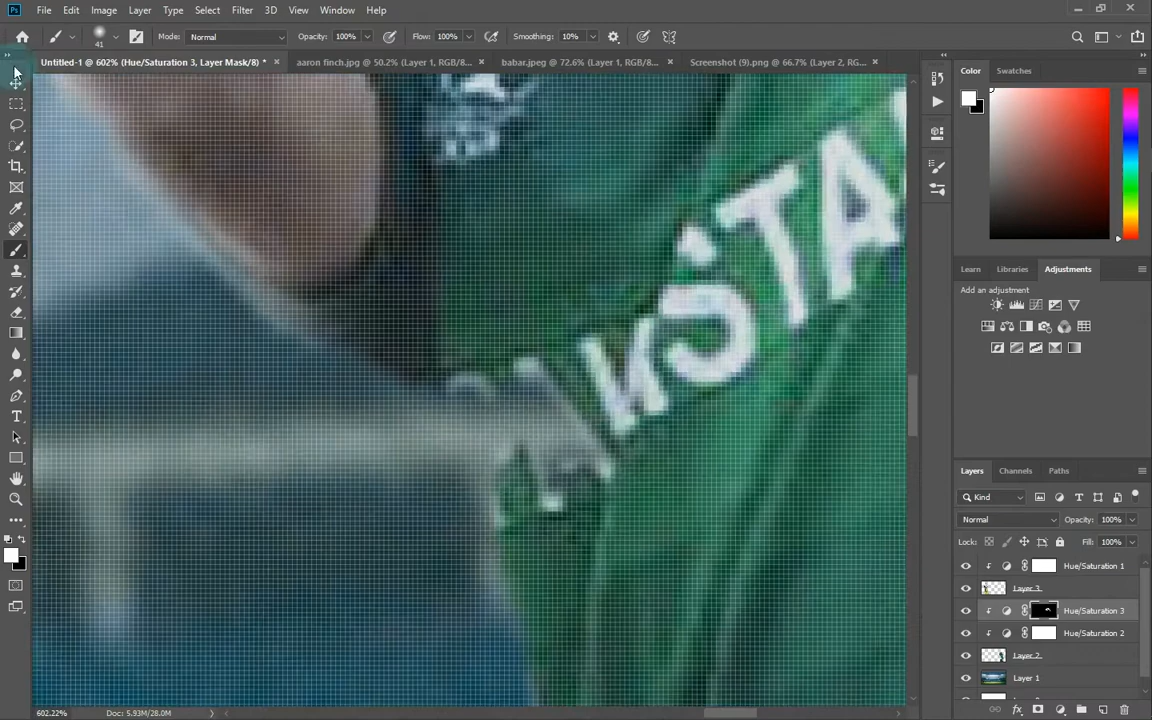 Ps File Edit Image Layer Type Select Filter 3D View Window Help
41 Mode: Normal Opacity: 100% Flow: 100% Smoothing: 10%
Untitled-1 @ 602% (Hue/Saturation 3, Layer Mask/8) * × aaron finch.jpg @ 50.2% (Layer 1, RGB/8... × babar.jpeg @ 72.6% (Layer 1, RGB/8... × Screenshot (9).png @ 66.7% (Layer 2, RG... ×
Color Swatches
Learn Libraries Adjustments
Add an adjustment
Layers Channels Paths
Kind
Normal Opacity: 100%
Lock: Fill: 100%
Hue/Saturation 1
Layer 3
Hue/Saturation 3
Hue/Saturation 2
Layer 2
Layer 1
602.22% Doc: 5.93M/28.0M